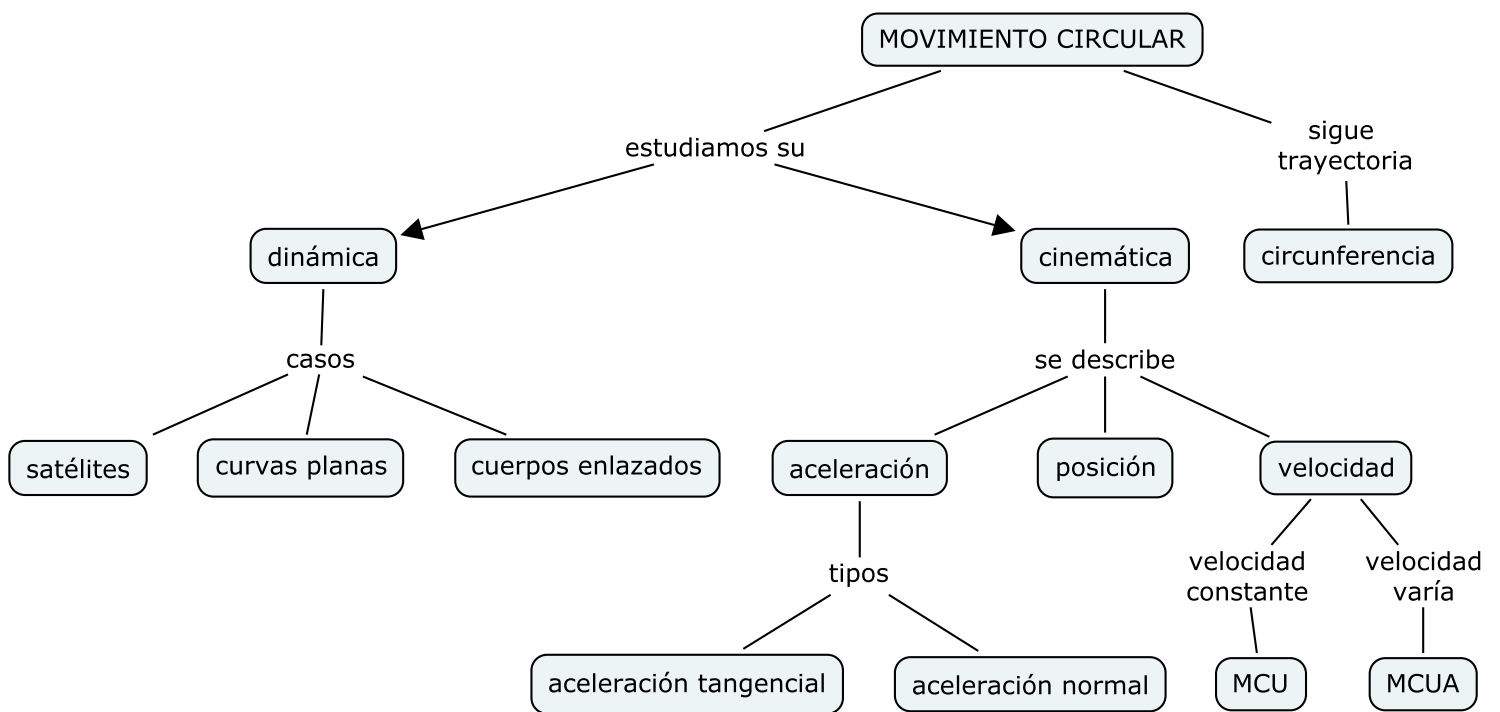 MOVIMIENTO CIRCULAR
estudiamos su
sigue
trayectoria
dinámica
cinemática
circunferencia
casos
se describe
satélites
curvas planas
cuerpos enlazados
aceleración
posición
velocidad
tipos
velocidad
constante
velocidad
varía
aceleración tangencial
aceleración normal
MCU
MCUA